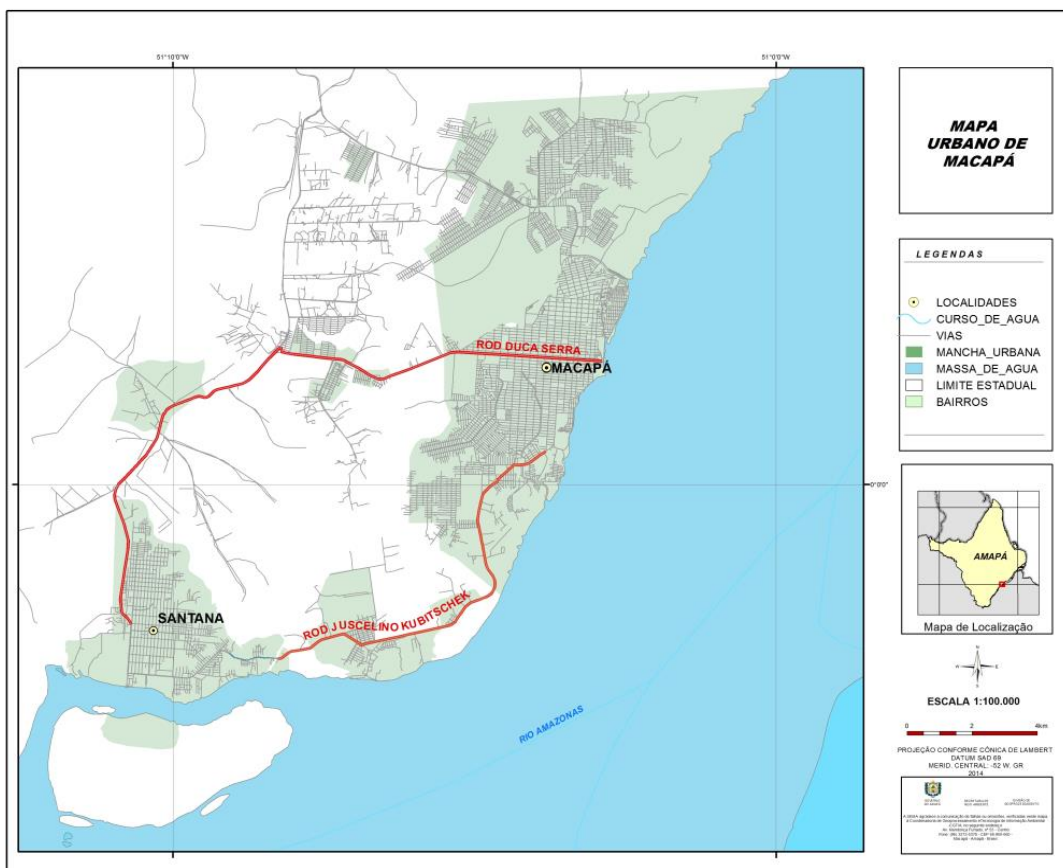 51°10'0"W
51°0'0"W
MAPA
URBANO DE
MACAPÁ
LEGENDAS
LOCALIDADES
CURSO_DE_AGUA
VIAS
MANCHA_URBANA
MASSA_DE_AGUA
LIMITE ESTADUAL
BAIRROS
ROD DUCA SERRA
MACAPÁ
0°0'0"
SANTANA
ROD JUSCELINO KUBITSCHEK
RIO AMAZONAS
AMAPÁ
Mapa de Localização
N
W
E
S
ESCALA 1:100.000
0 2 4km
PROJEÇÃO CONFORME CÔNICA DE LAMBERT
DATUM SAD 69
MERID. CENTRAL: -52 W. GR
2014